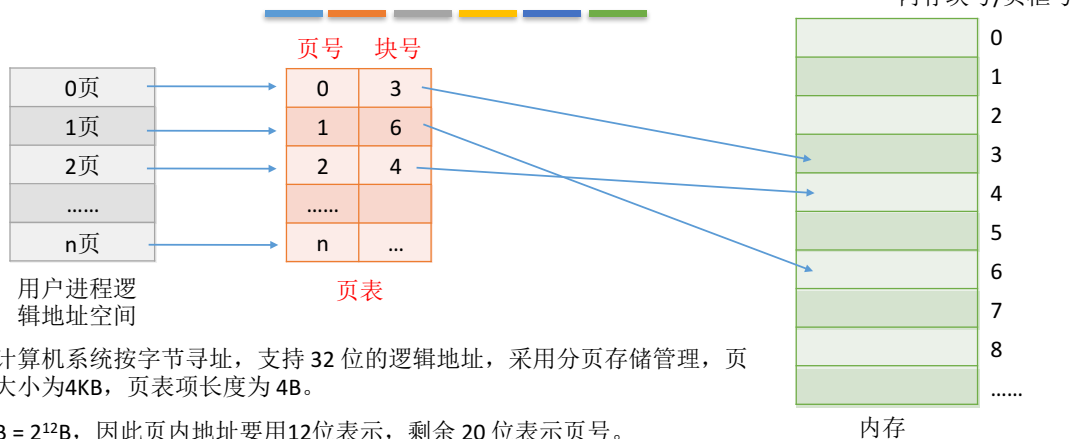 页号 块号
0页 0 3 0
1页 1 6 1
2页 2 4 2
…… …… 3
n页 n … 4
5
6
7
8
……
用户进程逻
辑地址空间
页表
内存
计算机系统按字节寻址，支持 32 位的逻辑地址，采用分页存储管理，页
大小为4KB，页表项长度为 4B。
B = 2¹²B，因此页内地址要用12位表示，剩余 20 位表示页号。